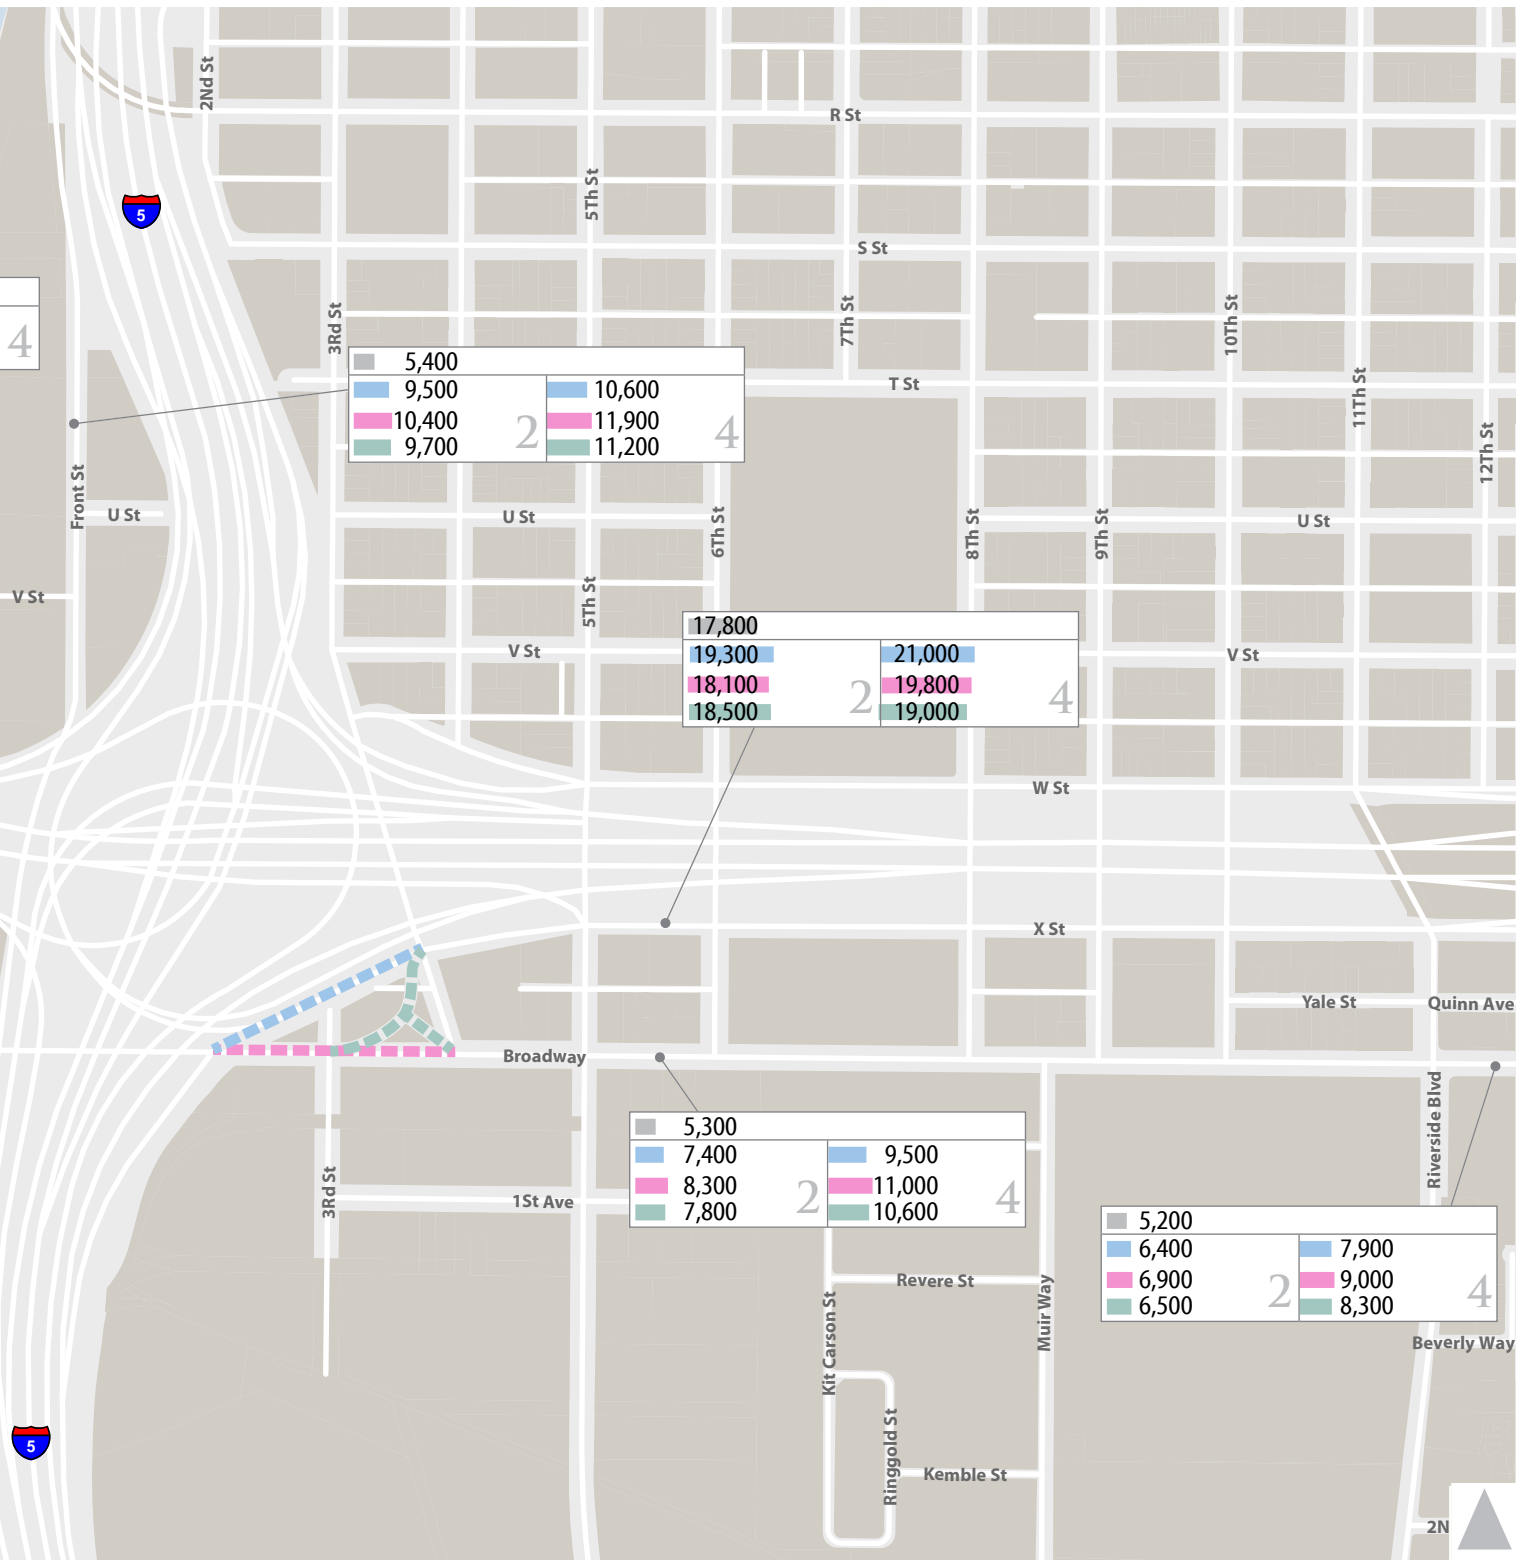 2Nd St
R St
5
5Th St
S St
3Rd St
7Th St
10Th St
4
5,400
9,500 10,600
10,400 11,900
9,700 11,200
2 4
T St
11Th St
12Th St
Front St
U St
U St
6Th St
8Th St
9Th St
U St
V St
5Th St
V St
17,800
19,300 21,000
18,100 19,800
18,500 19,000
2 4
V St
W St
X St
Yale St
Quinn Ave
Broadway
Riverside Blvd
3Rd St
1St Ave
5,300
7,400 9,500
8,300 11,000
7,800 10,600
2 4
5,200
6,400 7,900
6,900 9,000
6,500 8,300
2 4
Revere St
Kit Carson St
Muir Way
Beverly Way
Ringgold St
Kemble St
5
2N